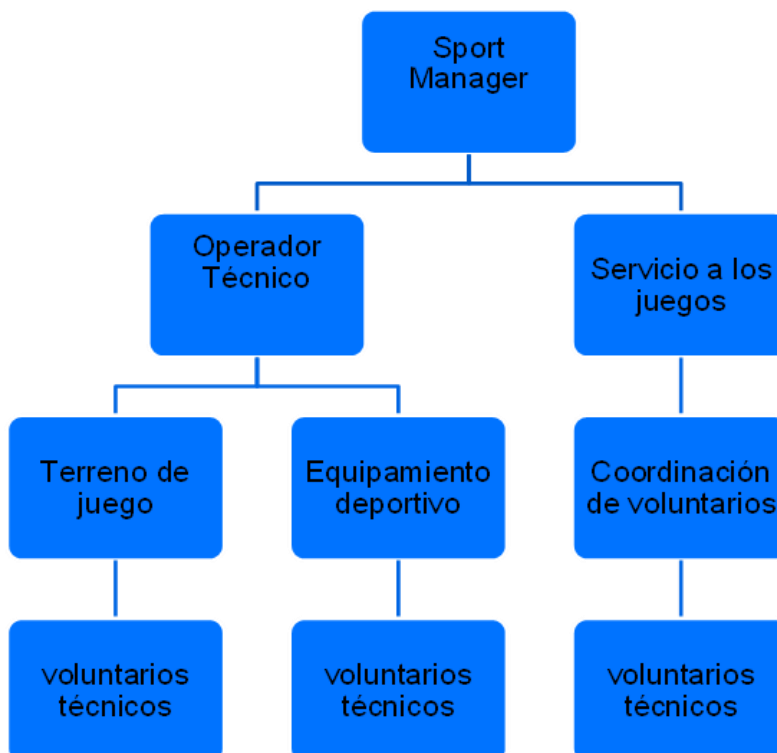 Sport
Manager
Operador
Técnico
Servicio a los
juegos
Terreno de
juego
Equipamiento
deportivo
Coordinación
de voluntarios
voluntarios
técnicos
voluntarios
técnicos
voluntarios
técnicos